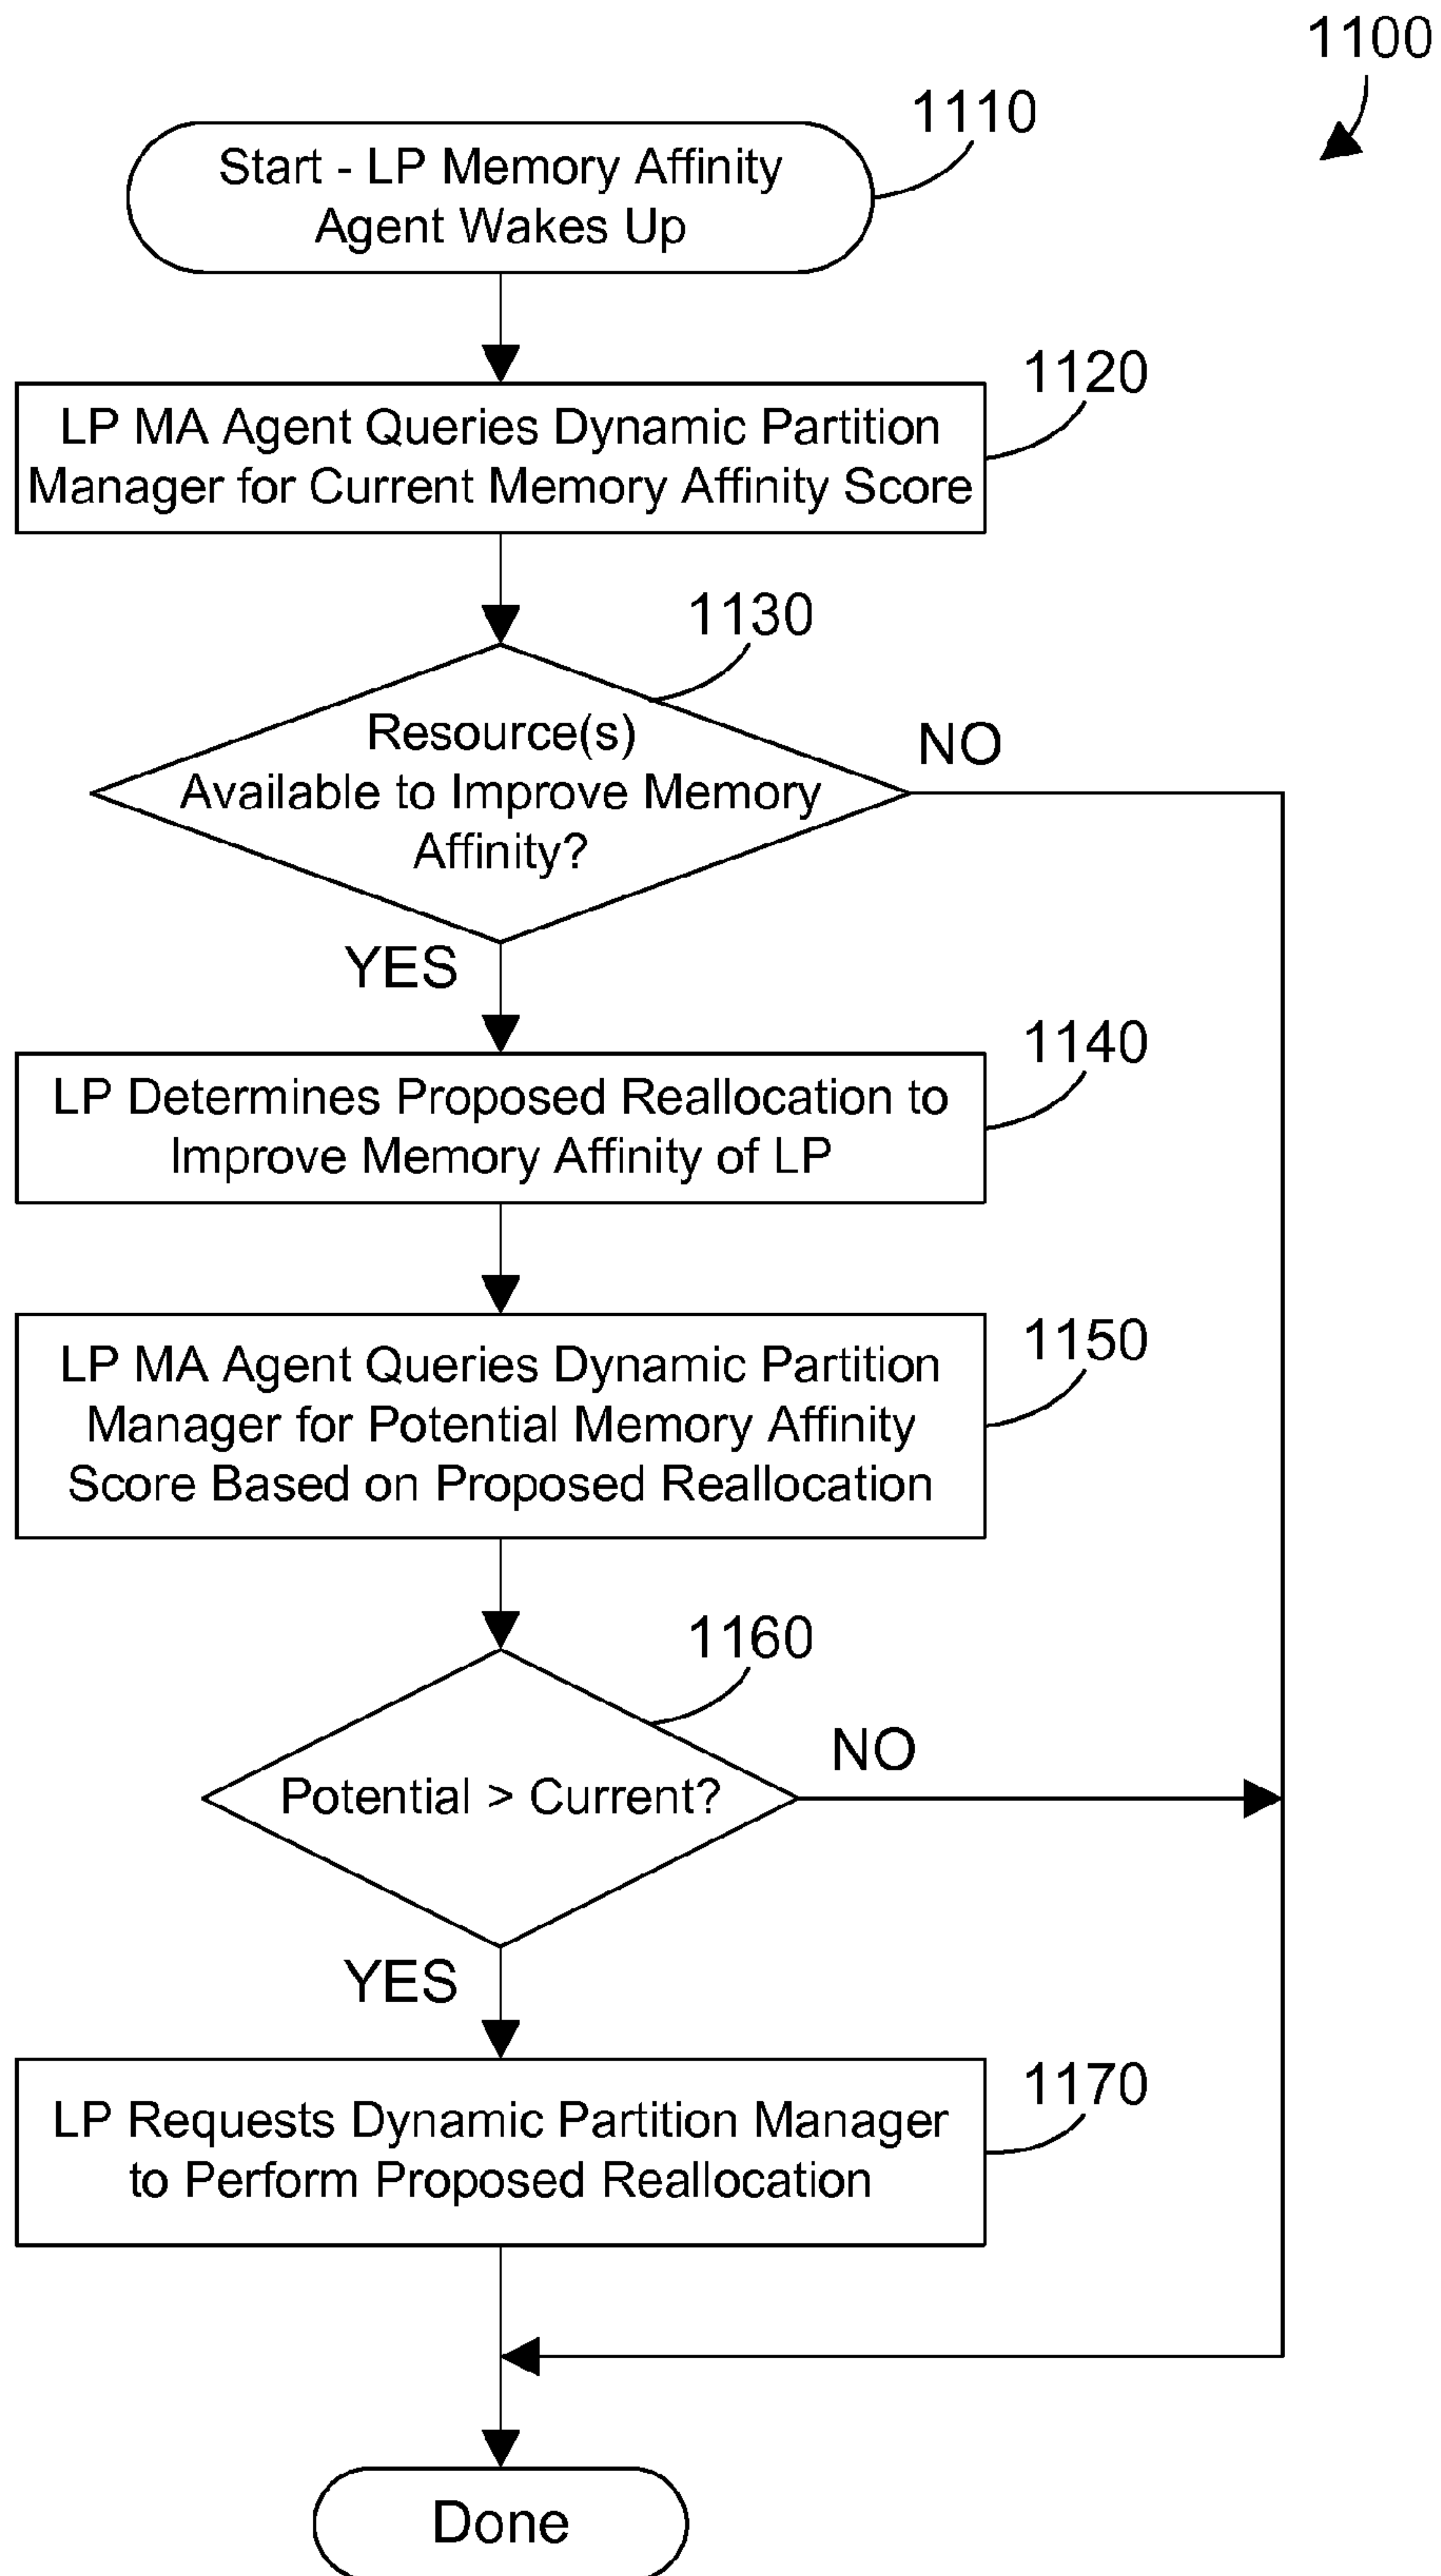 1100
1110
Start - LP Memory Affinity
Agent Wakes Up
1120
LP MA Agent Queries Dynamic Partition
Manager for Current Memory Affinity Score
1130
Resource(s)
Available to Improve Memory
Affinity?
NO
YES
1140
LP Determines Proposed Reallocation to
Improve Memory Affinity of LP
1150
LP MA Agent Queries Dynamic Partition
Manager for Potential Memory Affinity
Score Based on Proposed Reallocation
1160
Potential > Current?
NO
YES
1170
LP Requests Dynamic Partition Manager
to Perform Proposed Reallocation
Done